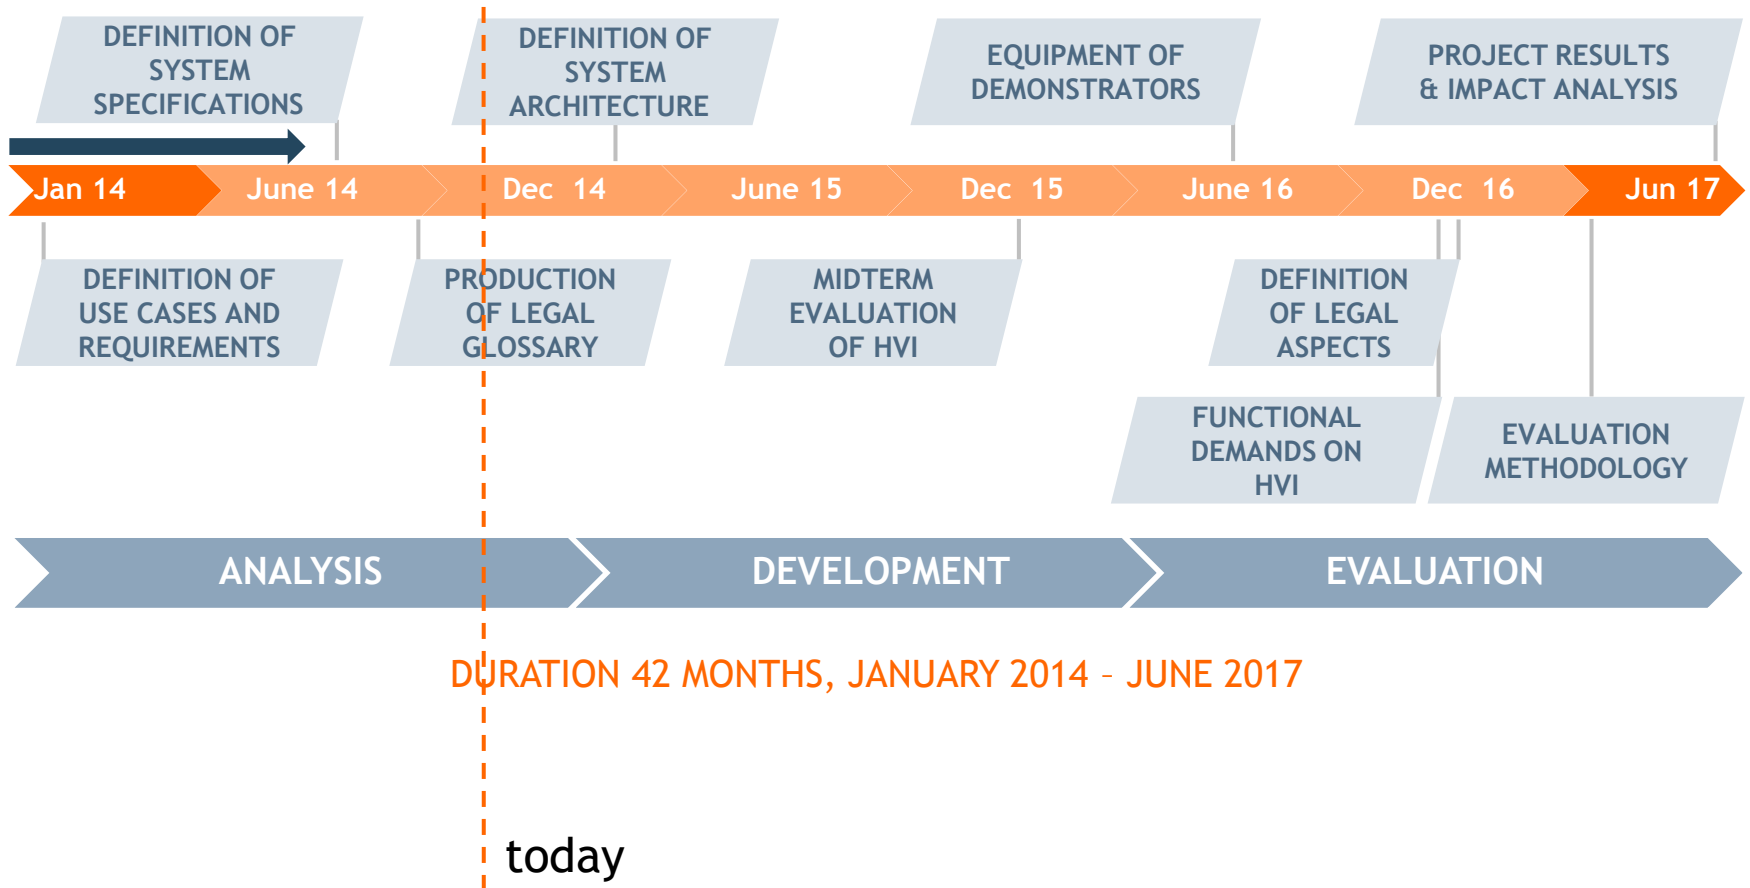 DEFINITION OF
SYSTEM
SPECIFICATIONS
DEFINITION OF
SYSTEM
ARCHITECTURE
EQUIPMENT OF
DEMONSTRATORS
PROJECT RESULTS
& IMPACT ANALYSIS
Jan 14
June 14
Dec 14
June 15
Dec 15
June 16
Dec 16
Jun 17
DEFINITION OF
USE CASES AND
REQUIREMENTS
PRODUCTION
OF LEGAL
GLOSSARY
MIDTERM
EVALUATION
OF HVI
DEFINITION
OF LEGAL
ASPECTS
FUNCTIONAL
DEMANDS ON
HVI
EVALUATION
METHODOLOGY
ANALYSIS
DEVELOPMENT
EVALUATION
DURATION 42 MONTHS, JANUARY 2014 – JUNE 2017
today